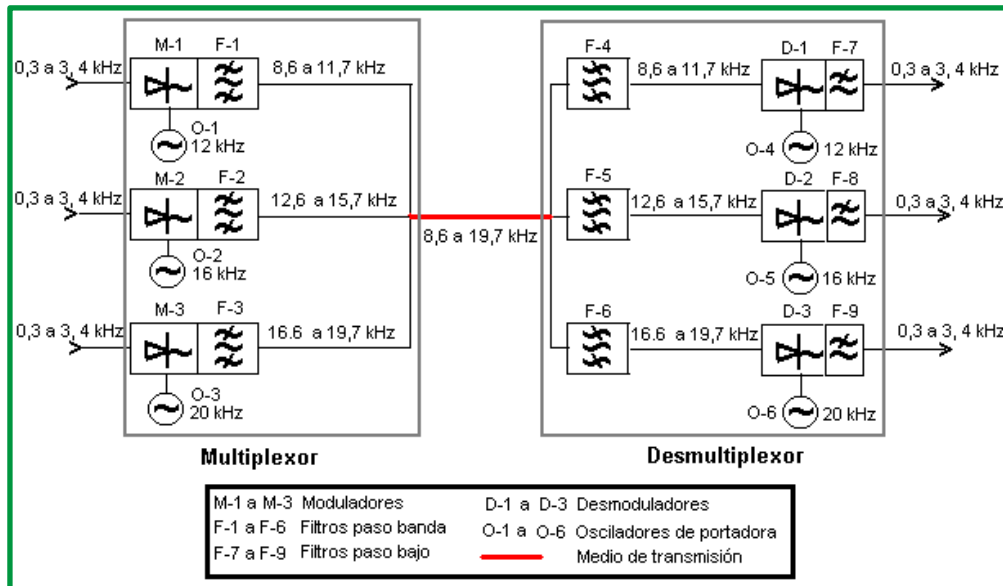 M-1 F-1
0,3 a 3, 4 kHz
8,6 a 11,7 kHz
O-1
12 kHz
M-2 F-2
0,3 a 3, 4 kHz
12,6 a 15,7 kHz
O-2
16 kHz
M-3 F-3
0,3 a 3, 4 kHz
16.6 a 19,7 kHz
O-3
20 kHz
Multiplexor
8,6 a 19,7 kHz
F-4
8,6 a 11,7 kHz
D-1 F-7
0,3 a 3, 4 kHz
O-4 12 kHz
F-5
12,6 a 15,7 kHz
D-2 F-8
0,3 a 3, 4 kHz
O-5 16 kHz
F-6
16.6 a 19,7 kHz
D-3 F-9
0,3 a 3, 4 kHz
O-6 20 kHz
Desmultiplexor
M-1 a M-3 Moduladores
F-1 a F-6 Filtros paso banda
F-7 a F-9 Filtros paso bajo
D-1 a D-3 Desmoduladores
O-1 a O-6 Osciladores de portadora
Medio de transmisión